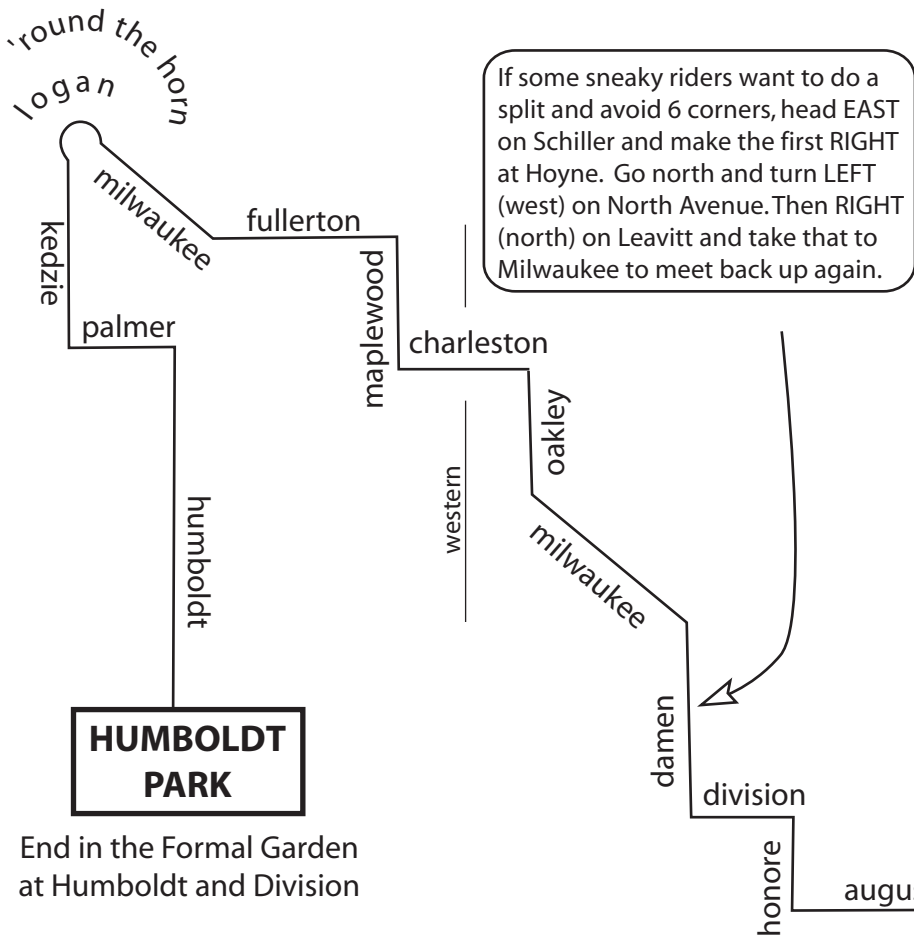 'round the horn
logan
If some sneaky riders want to do a
split and avoid 6 corners, head EAST
on Schiller and make the first RIGHT
at Hoyne. Go north and turn LEFT
(west) on North Avenue. Then RIGHT
(north) on Leavitt and take that to
Milwaukee to meet back up again.
milwaukee
fullerton
kedzie
maplewood
palmer
charleston
oakley
western
humboldt
milwaukee
HUMBOLDT
PARK
damen
division
End in the Formal Garden
at Humboldt and Division
honore
augus